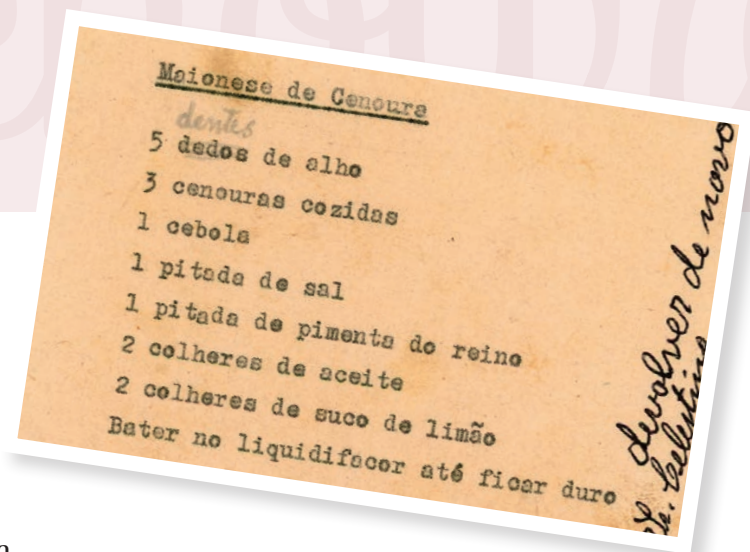 Maionese de Cenoura
dentes
5 dedos de alho
3 cenouras cozidas
1 cebola
1 pitada de sal
1 pitada de pimenta do reino
2 colheres de aceite
2 colheres de suco de limão
Bater no liquidifacor até ficar duro
devolver de novo
Celestino
a